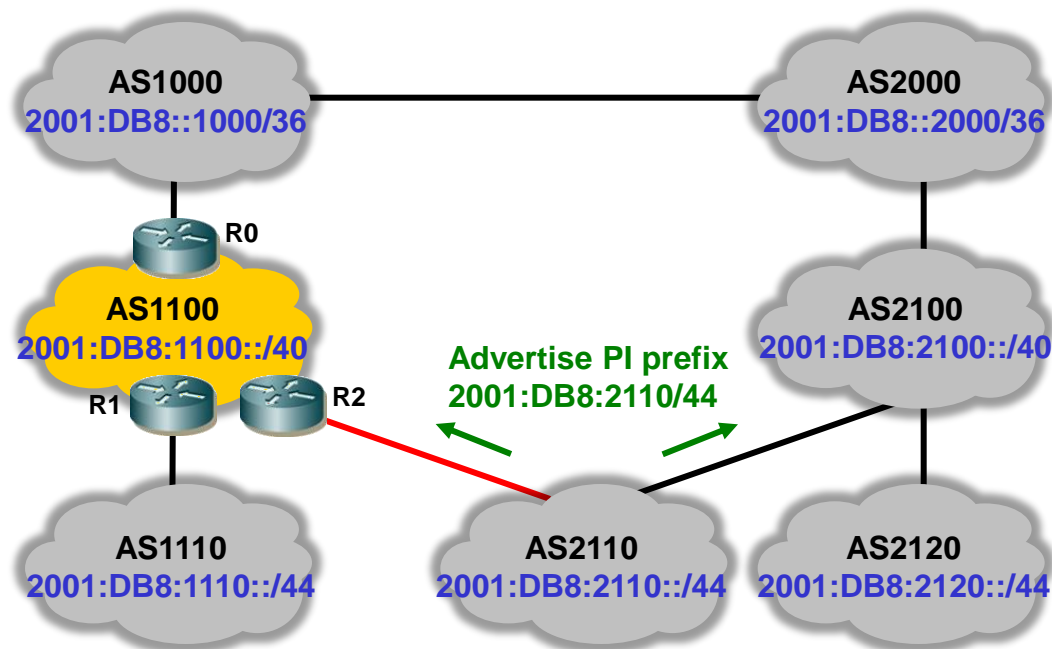 AS1000
2001:DB8::1000/36
AS2000
2001:DB8::2000/36
R0
AS1100
2001:DB8:1100::/40
R1
R2
Advertise PI prefix
2001:DB8:2110/44
AS2100
2001:DB8:2100::/40
AS1110
2001:DB8:1110::/44
AS2110
2001:DB8:2110::/44
AS2120
2001:DB8:2120::/44